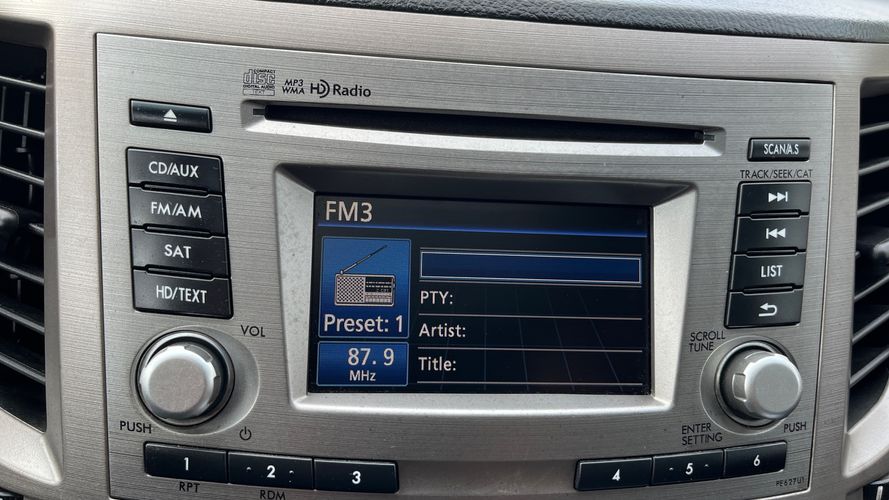 COMPACT
disc
DIGITAL AUDIO
TEXT
MP3
WMA
HD Radio
SCAN/A.S
CD/AUX
TRACK/SEEK/CAT
FM/AM
SAT
LIST
HD/TEXT
FM3
PTY:
Preset: 1
Artist:
87.9
MHz
Title:
VOL
SCROLL
TUNE
PUSH
ENTER
SETTING
PUSH
1
2
3
4
5
6
RPT
RDM
PE627U1